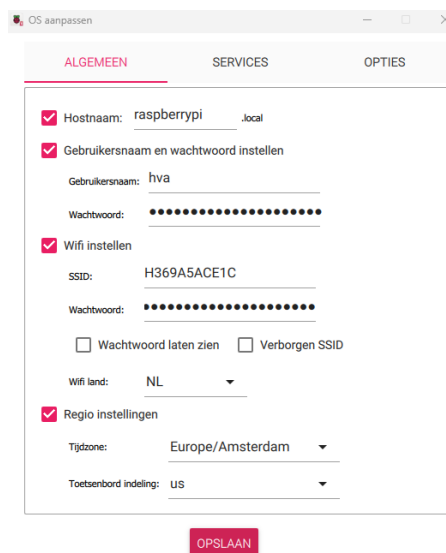 OS aanpassen
ALGEMEEN SERVICES OPTIES
Hostnaam: raspberrypi .local
Gebruikersnaam en wachtwoord instellen
Gebruikersnaam: hva
Wachtwoord: ●●●●●●●●●●●●●●●●●●●●●
Wifi instellen
SSID: H369A5ACE1C
Wachtwoord: ●●●●●●●●●●●●●●●●●●●●●
Wachtwoord laten zien Verborgen SSID
Wifi land: NL
Regio instellingen
Tijdzone: Europe/Amsterdam
Toetsenbord indeling: us
OPSLAAN